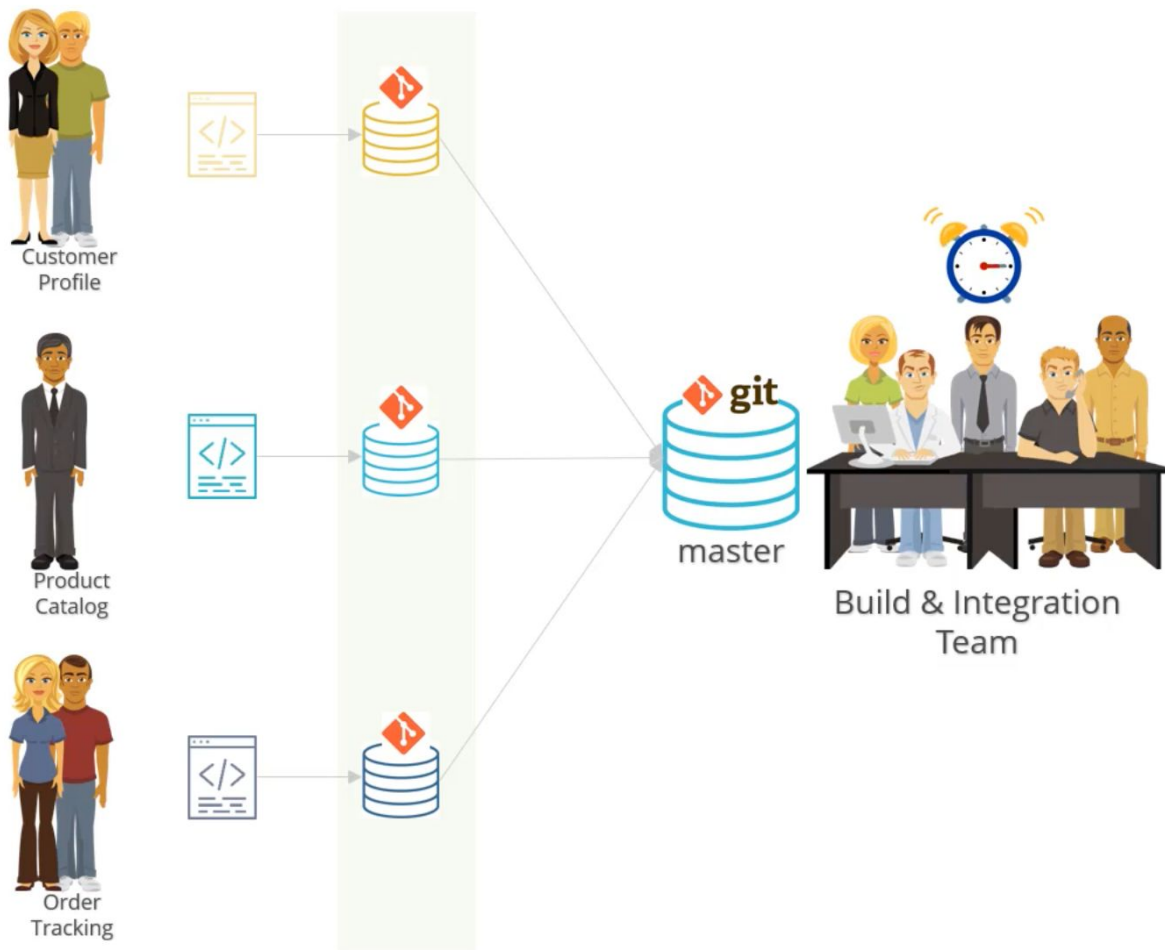 Customer
Profile
</>
Product
Catalog
</>
Order
Tracking
</>
git
master
Build & Integration
Team